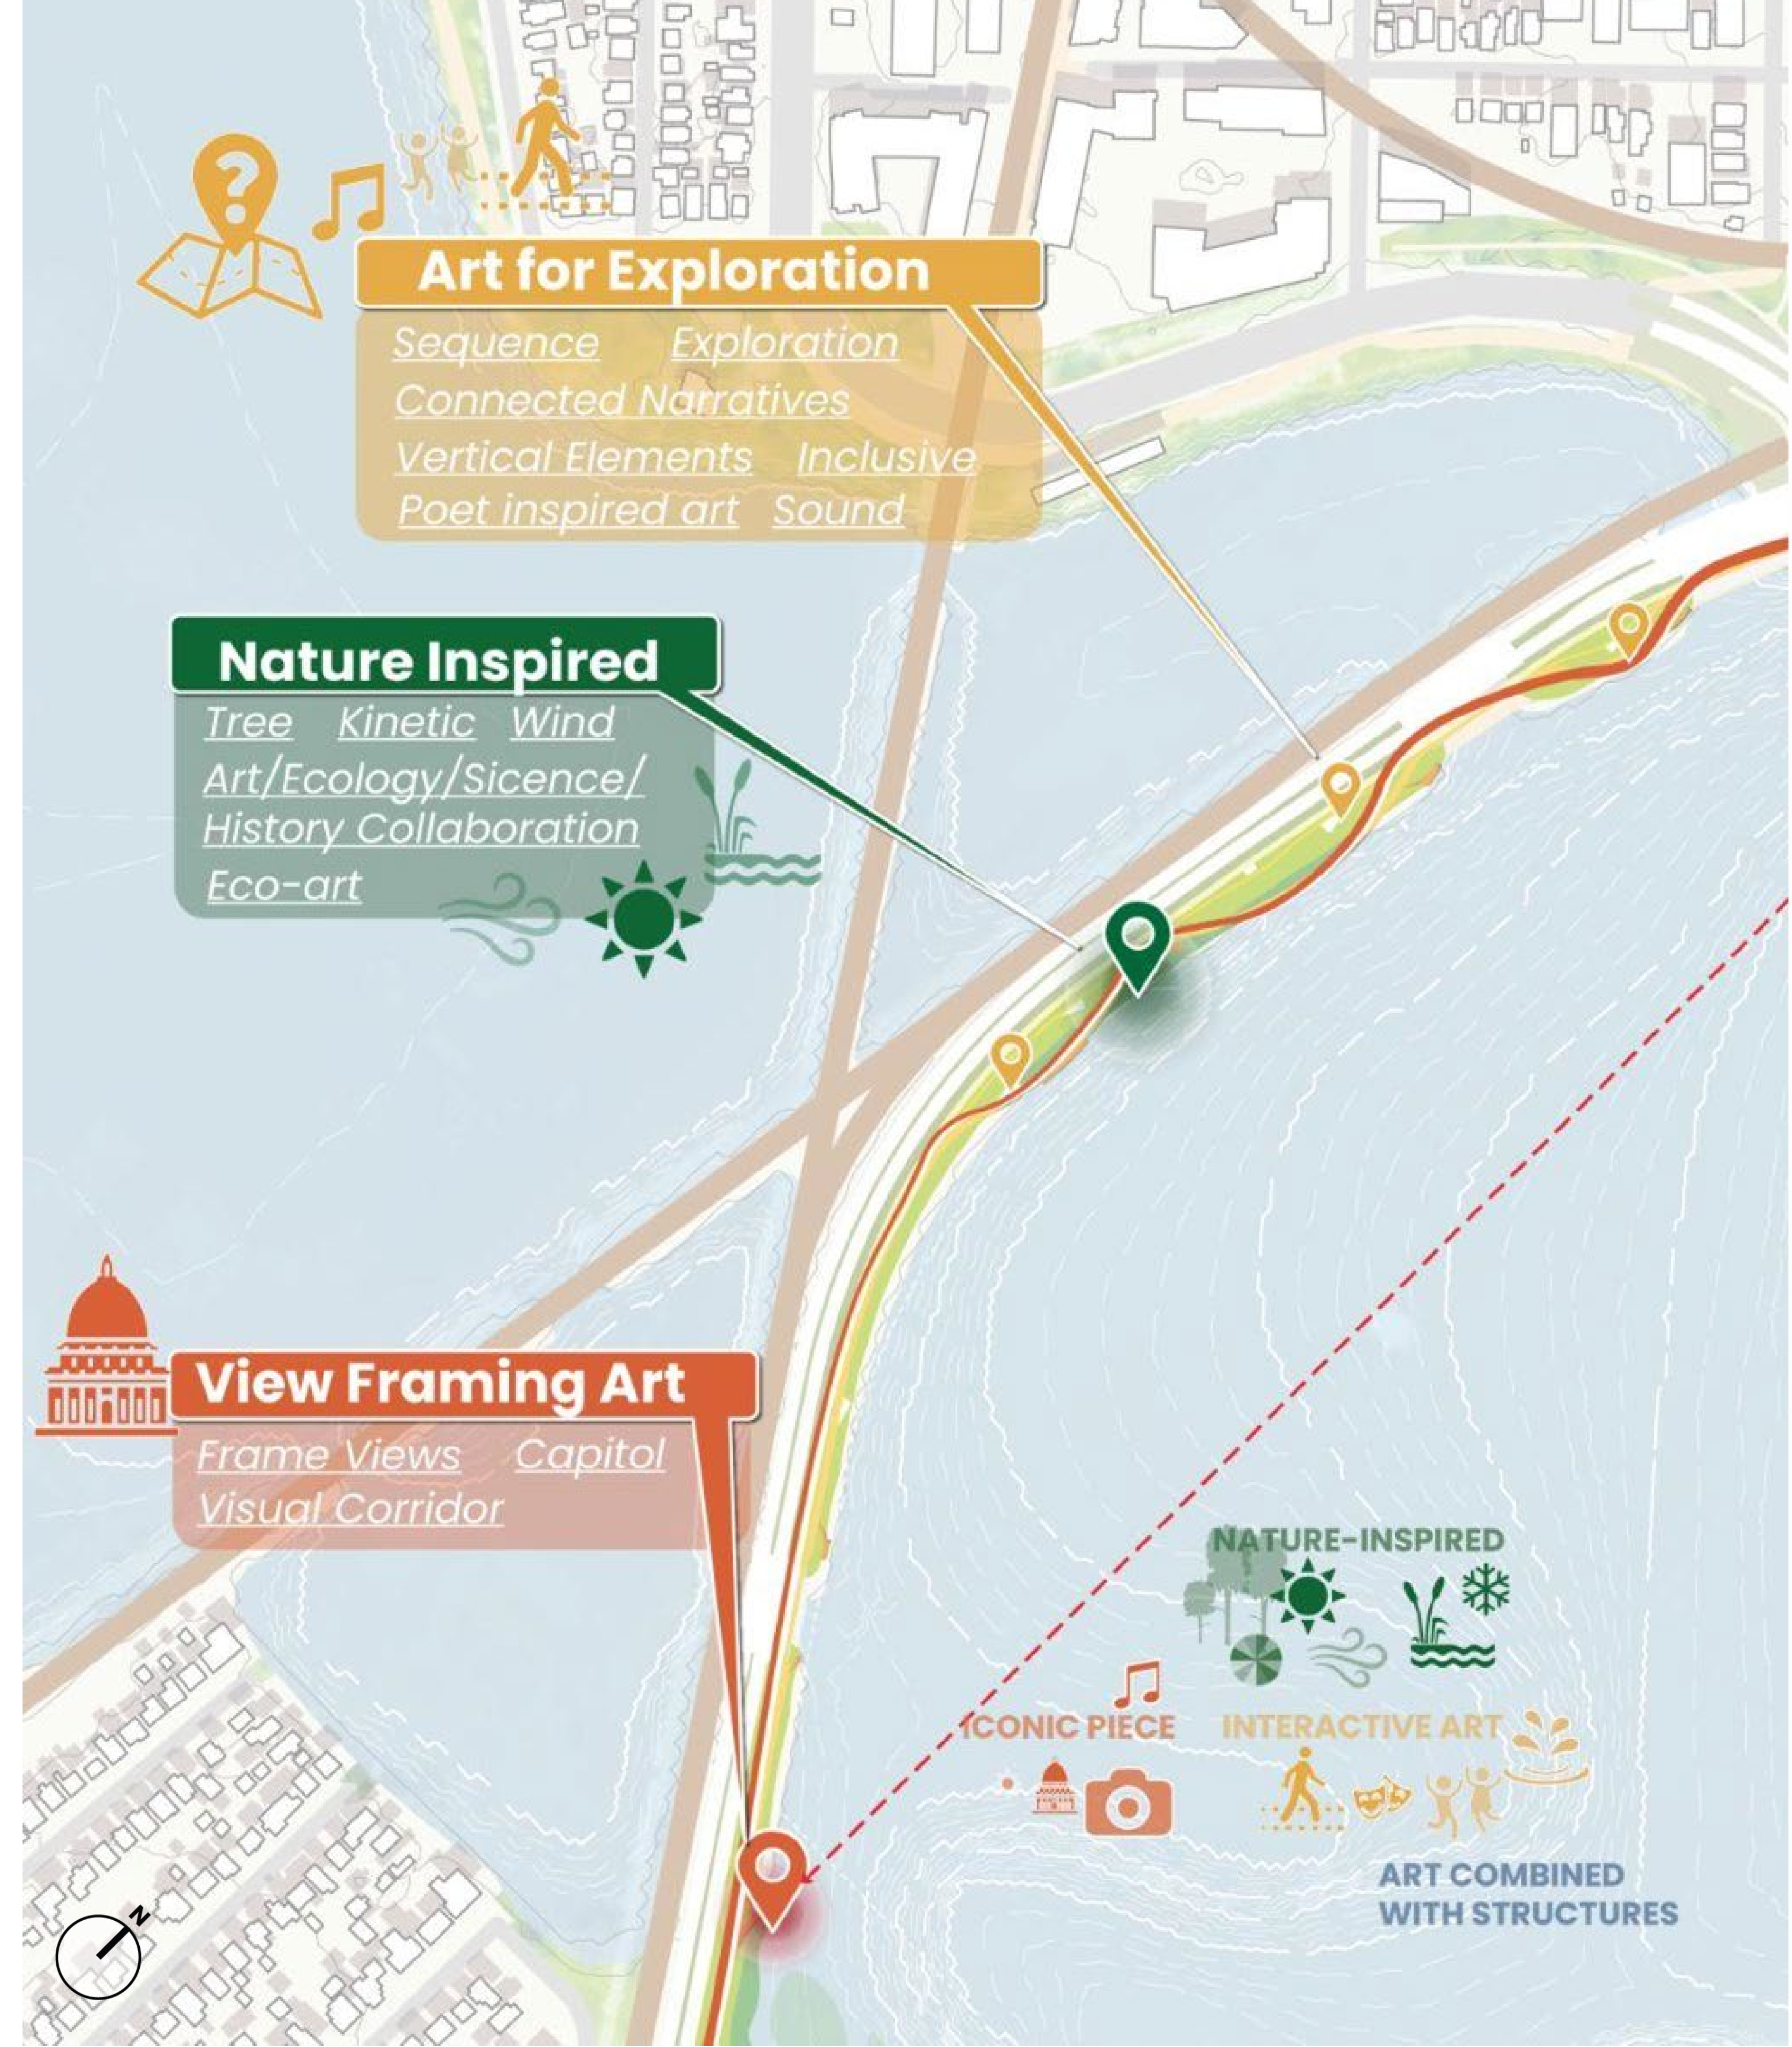 Art for Exploration
Sequence Exploration
Connected Narratives
Vertical Elements Inclusive
Poet inspired art Sound
Nature Inspired
Tree Kinetic Wind
Art/Ecology/Sicence/
History Collaboration
Eco-art
View Framing Art
Frame Views Capitol
Visual Corridor
NATURE-INSPIRED
ICONIC PIECE INTERACTIVE ART
ART COMBINED
WITH STRUCTURES
N